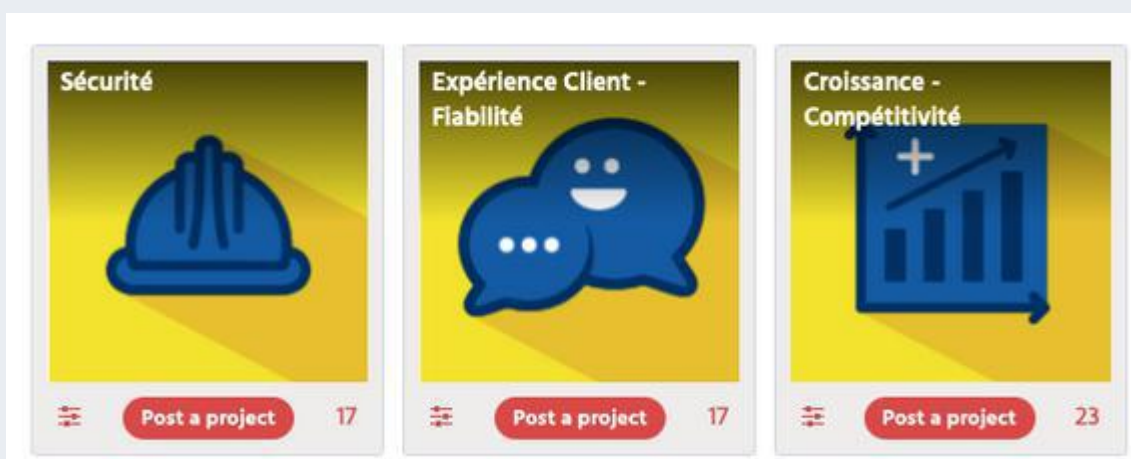 Sécurité
Expérience Client -
Fiabilité
Croissance -
Compétitivité
Post a project 17
Post a project 17
Post a project 23